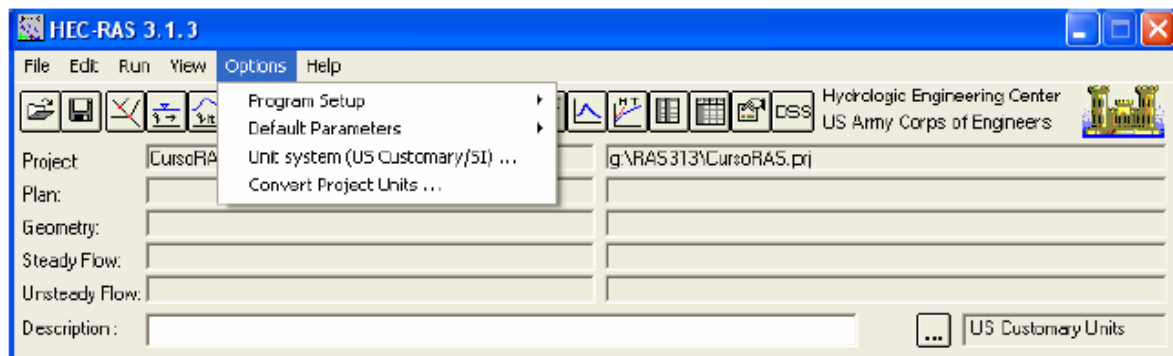 HEC-RAS 3.1.3
File Edit Run View Options Help
Program Setup
Default Parameters
Unit system (US Customary/SI) ...
Convert Project Units ...
DSS
Hydrologic Engineering Center
US Army Corps of Engineers
Project: CursoRA g:\RAS313\CursoRAS.prj
Plan:
Geometry:
Steady Flow:
Unsteady Flow:
Description : ... US Customary Units